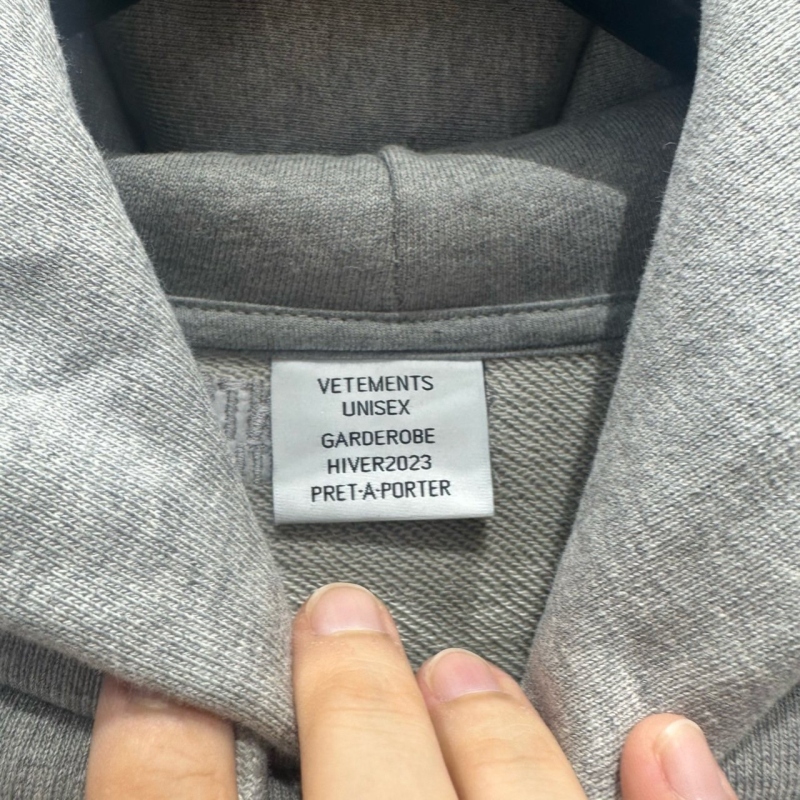 VETEMENTS
UNISEX
GARDEROBE
HIVER2023
PRET-A-PORTER